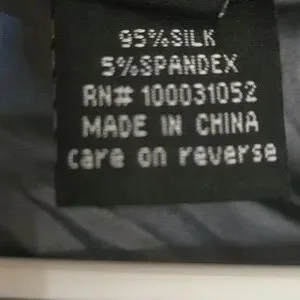 95%SILK
5%SPANDEX
RN# 100031052
MADE IN CHINA
care on reverse